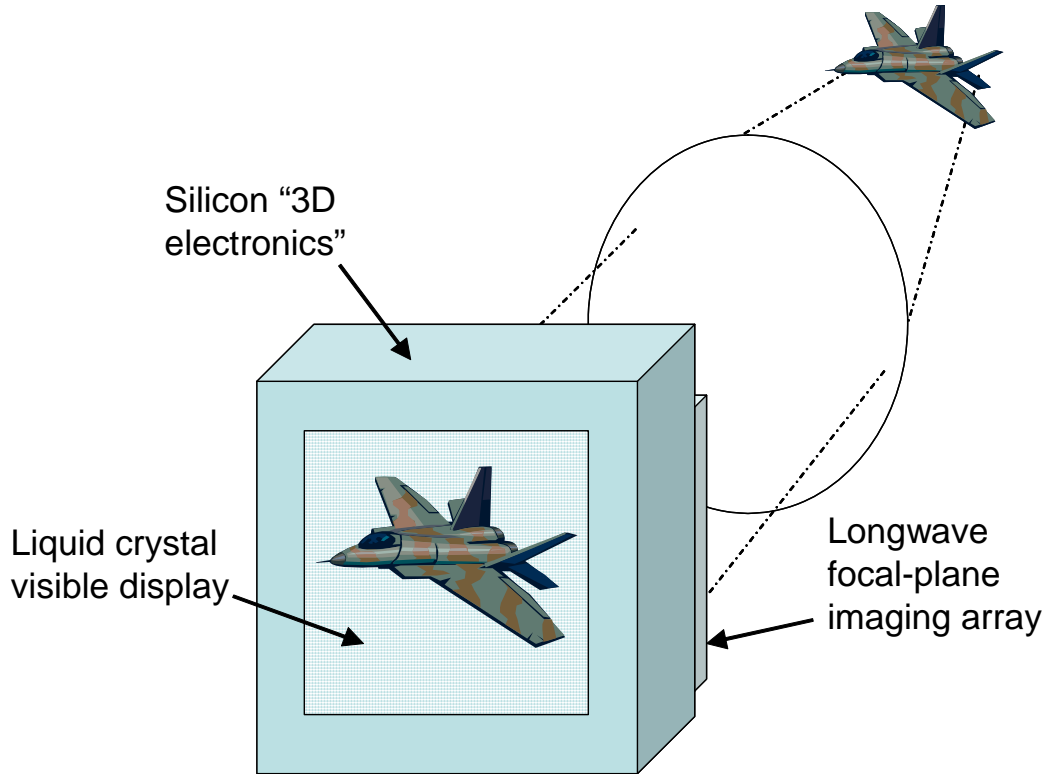 Silicon “3D
electronics”
Liquid crystal
visible display
Longwave
focal-plane
imaging array